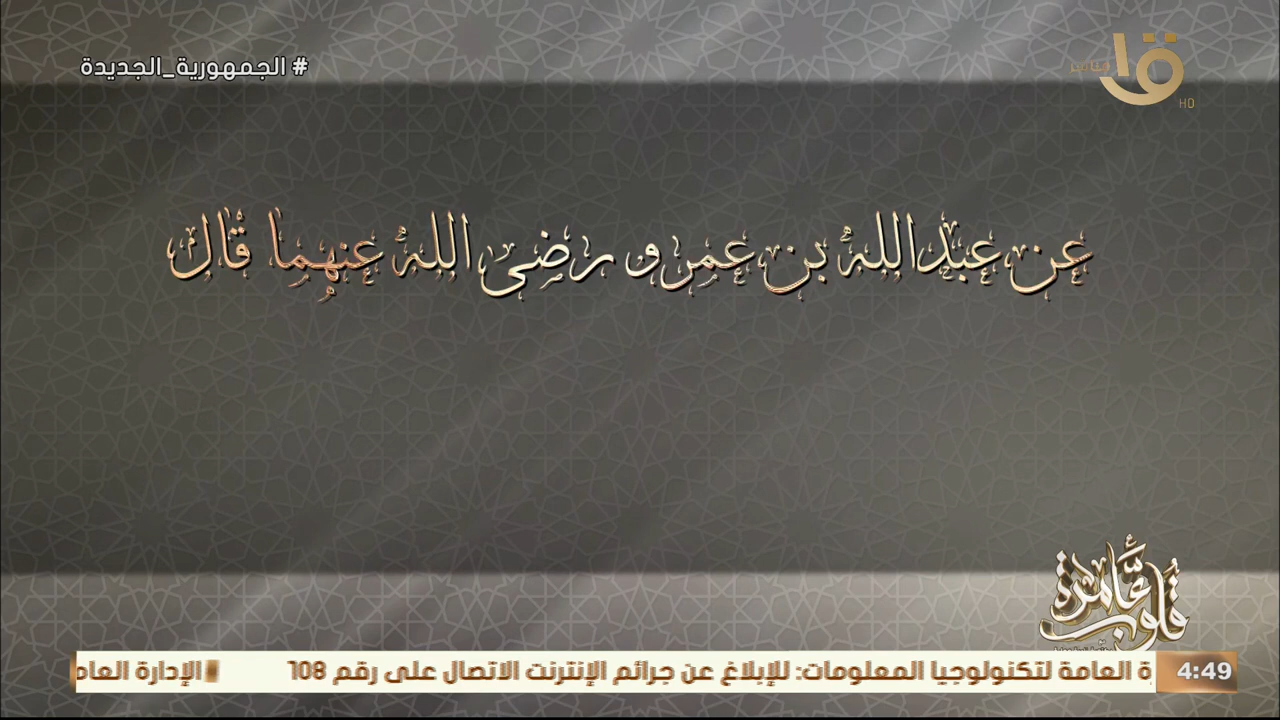 # الجمهورية_الجديدة
HD
عن عبدالله بن عمرو رضى الله عنهما قال
قلوب عامرة
4:49
ة العامة لتكنولوجيا المعلومات: للإبلاغ عن جرائم الإنترنت الاتصال على رقم 108
الإدارة العام